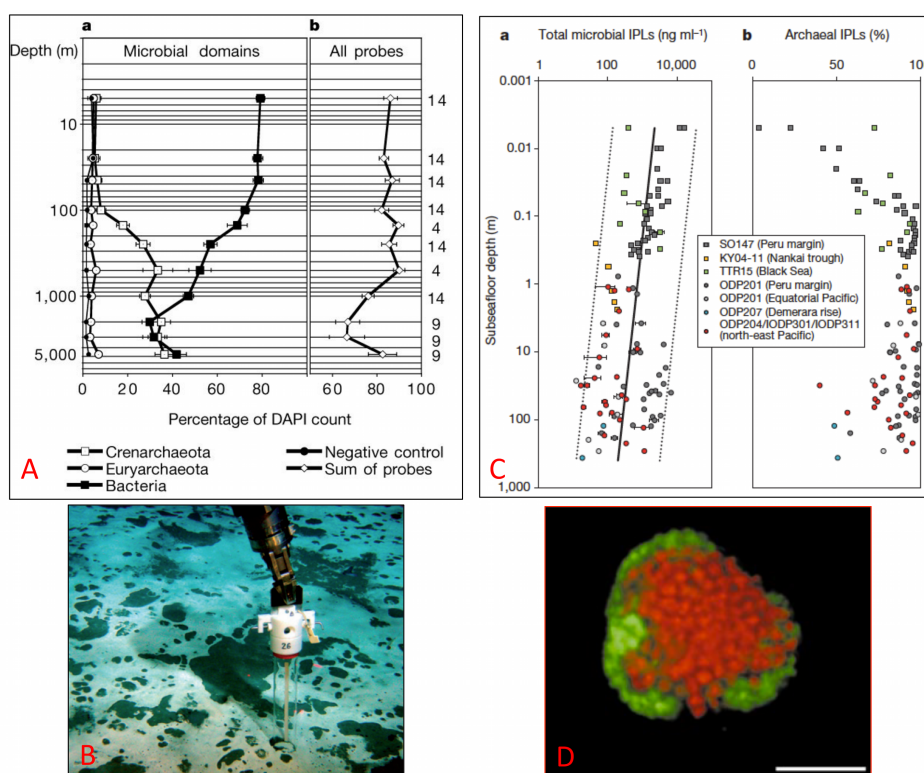 a
b
Depth (m)
Microbial domains
All probes
10
100
1,000
5,000
14
14
14
14
4
14
4
14
9
9
9
0 20 40 60 80
60 80 100
Percentage of DAPI count
Crenarchaeota
Euryarchaeota
Bacteria
Negative control
Sum of probes
A
C
a Total microbial IPLs (ng ml–1)
b Archaeal IPLs (%)
1 100 10,000
0 50 100
0.001
0.01
0.1
1
10
100
1,000
Subseafloor depth (m)
SO147 (Peru margin)
KY04-11 (Nankai trough)
TTR15 (Black Sea)
ODP201 (Peru margin)
ODP201 (Equatorial Pacific)
ODP207 (Demerara rise)
ODP204/IODP301/IODP311
(north-east Pacific)
26
B
D